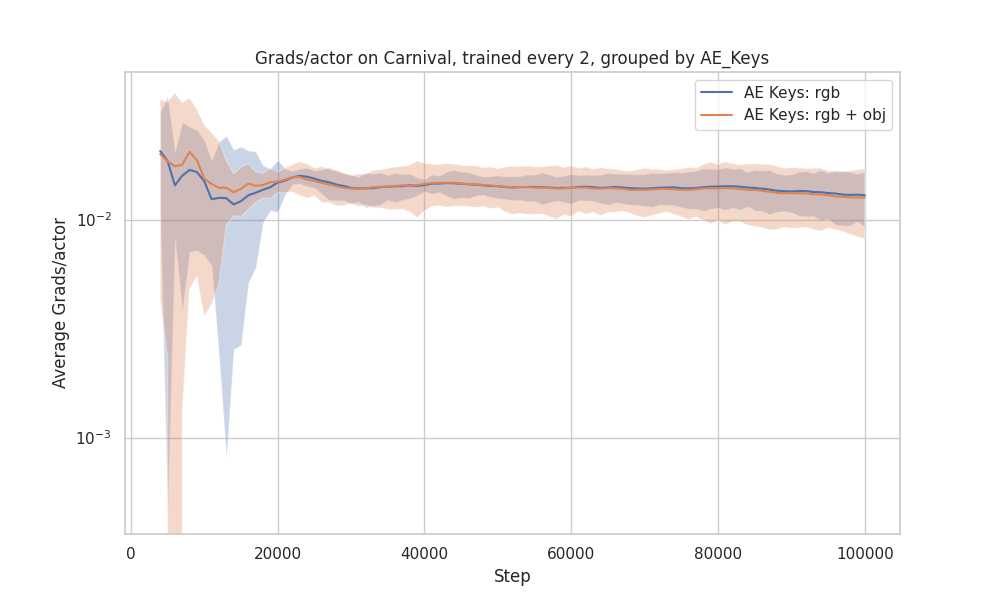 Grads/actor on Carnival, trained every 2, grouped by AE_Keys
AE Keys: rgb
AE Keys: rgb + obj
Average Grads/actor
10⁻²
10⁻³
0 20000 40000 60000 80000 100000
Step